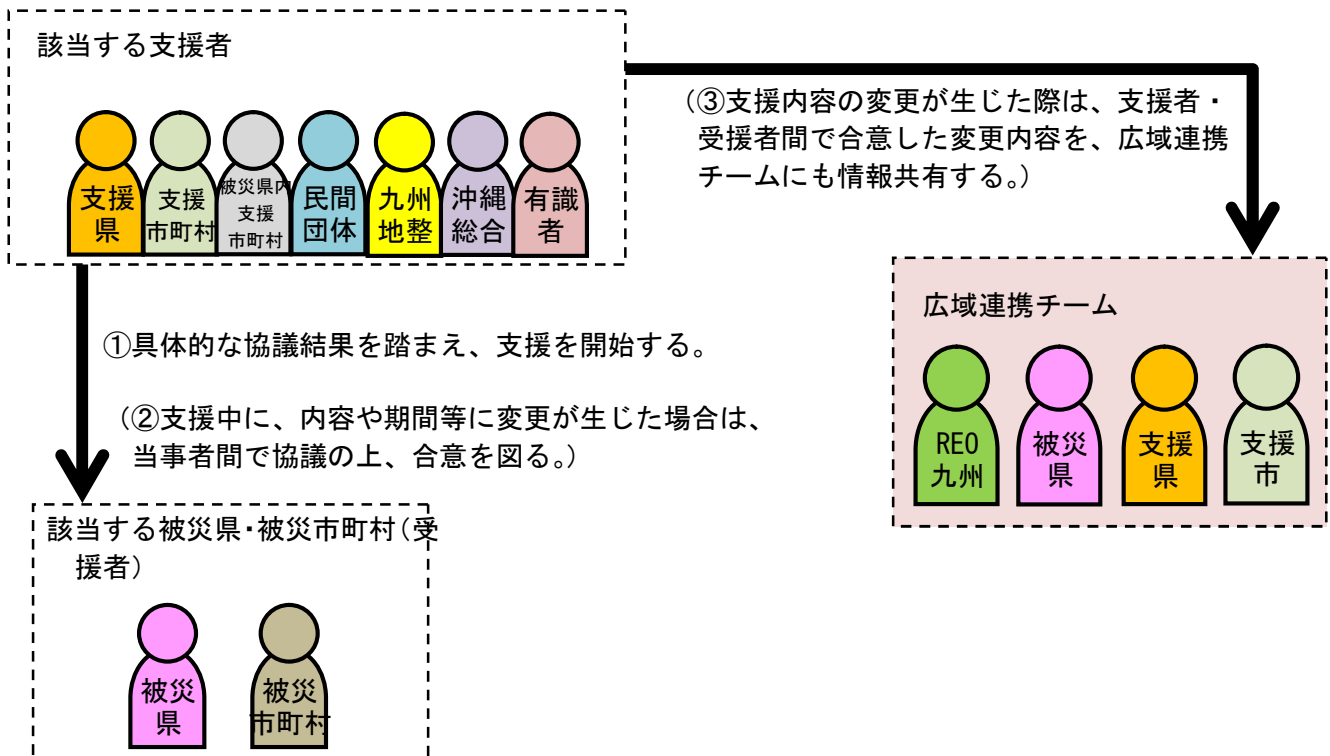 該当する支援者
支援
県
支援
市町村
被災県内
支援
市町村
民間
団体
九州
地整
沖縄
総合
有識
者
（③支援内容の変更が生じた際は、支援者・
受援者間で合意した変更内容を、広域連携
チームにも情報共有する。）
①具体的な協議結果を踏まえ、支援を開始する。
（②支援中に、内容や期間等に変更が生じた場合は、
当事者間で協議の上、合意を図る。）
広域連携チーム
REO
九州
被災
県
支援
県
支援
市
該当する被災県・被災市町村（受
援者）
被災
県
被災
市町村